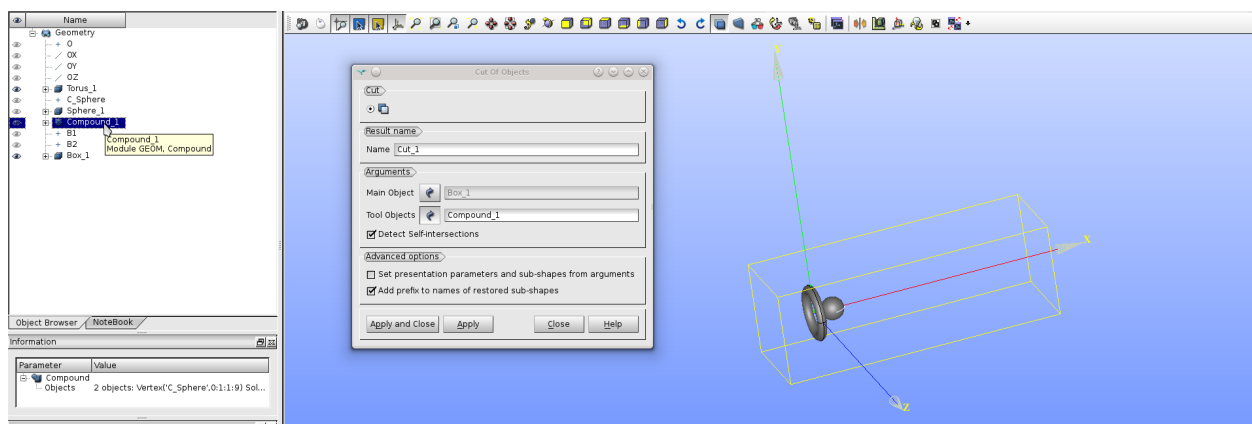 Name
Geometry
O
OX
OY
OZ
Torus_1
C_Sphere
Sphere_1
Compound_1
B1
B2
Box_1
Compound_1
Module GEOM, Compound
Object Browser
NoteBook
Information
Parameter
Value
Compound
Objects
2 objects: Vertex('C_Sphere',0:1:1:9) Sol...
Cut Of Objects
Cut
Result name
Name
Cut_1
Arguments
Main Object
Box_1
Tool Objects
Compound_1
Detect Self-intersections
Advanced options
Set presentation parameters and sub-shapes from arguments
Add prefix to names of restored sub-shapes
Apply and Close
Apply
Close
Help
Y
X
Z